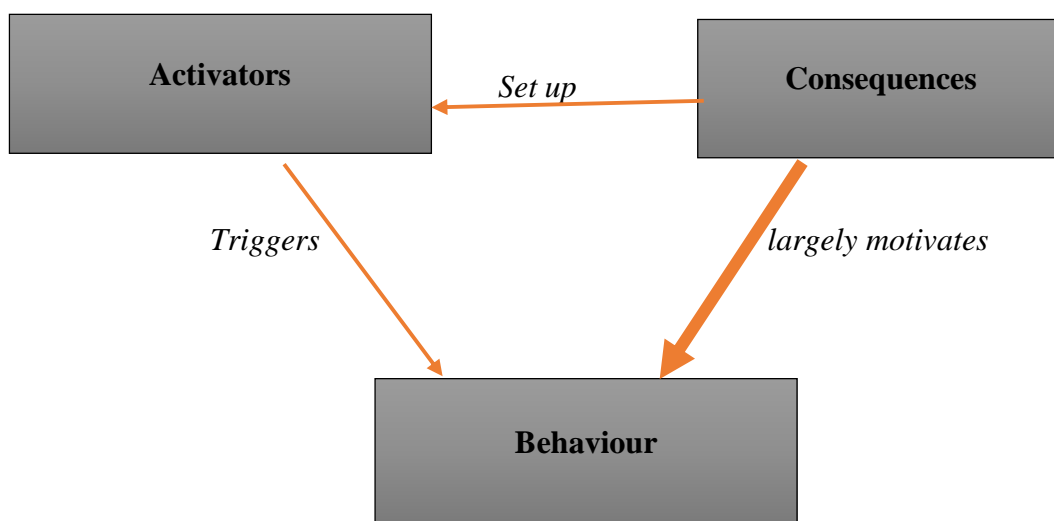 Activators
Consequences
Set up
Triggers
largely motivates
Behaviour